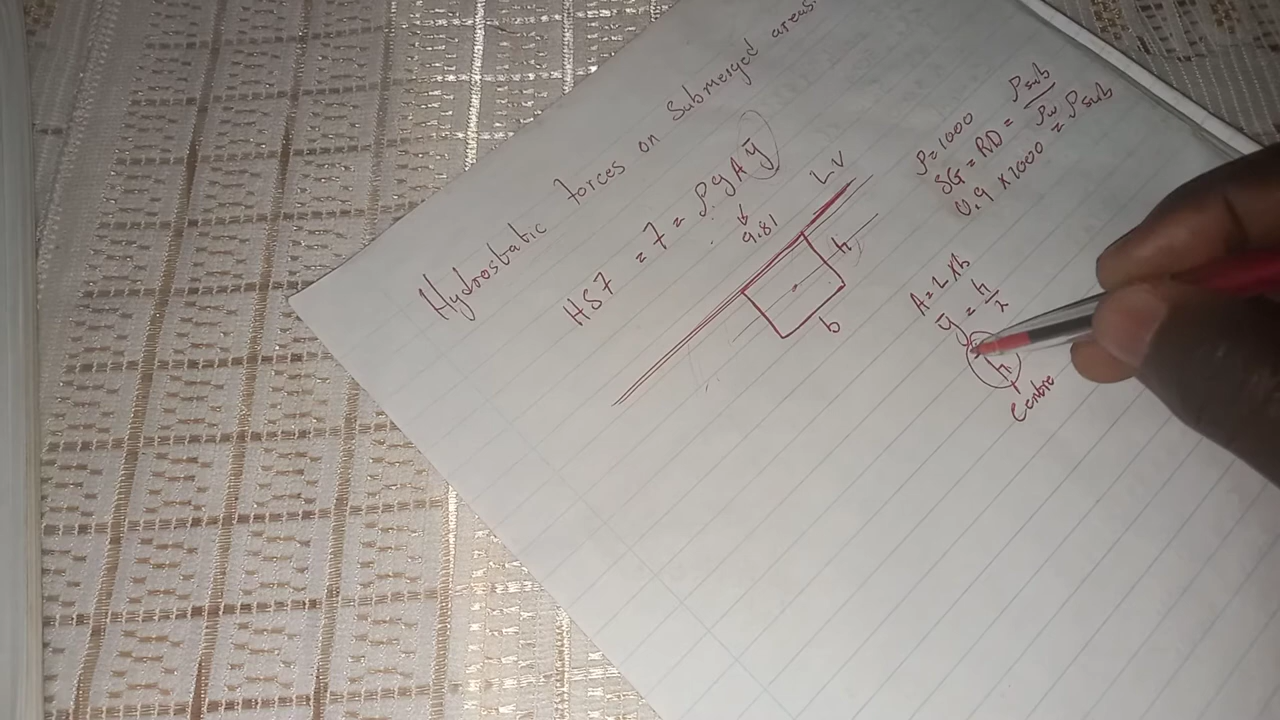 Hydrostatic Forces on Submerged areas.
HSF = F = ρgAȳ
9.81
LV
h
b
ρ=1000
SG = RD = ρsub/ρw
0.9 × 1000 = ρsub
A = L × b
ȳ = h/2
h
Centre